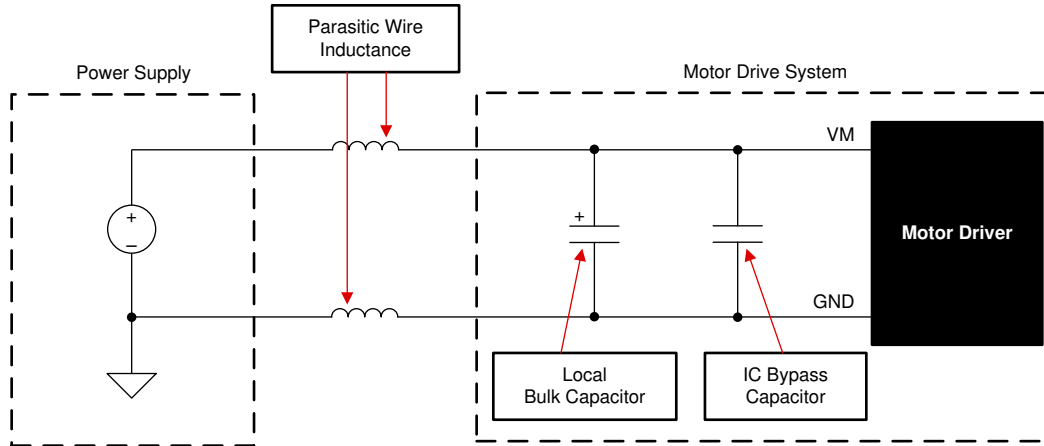 Parasitic Wire
Inductance
Power Supply
Motor Drive System
VM
+
–
+
Motor Driver
GND
Local
Bulk Capacitor
IC Bypass
Capacitor